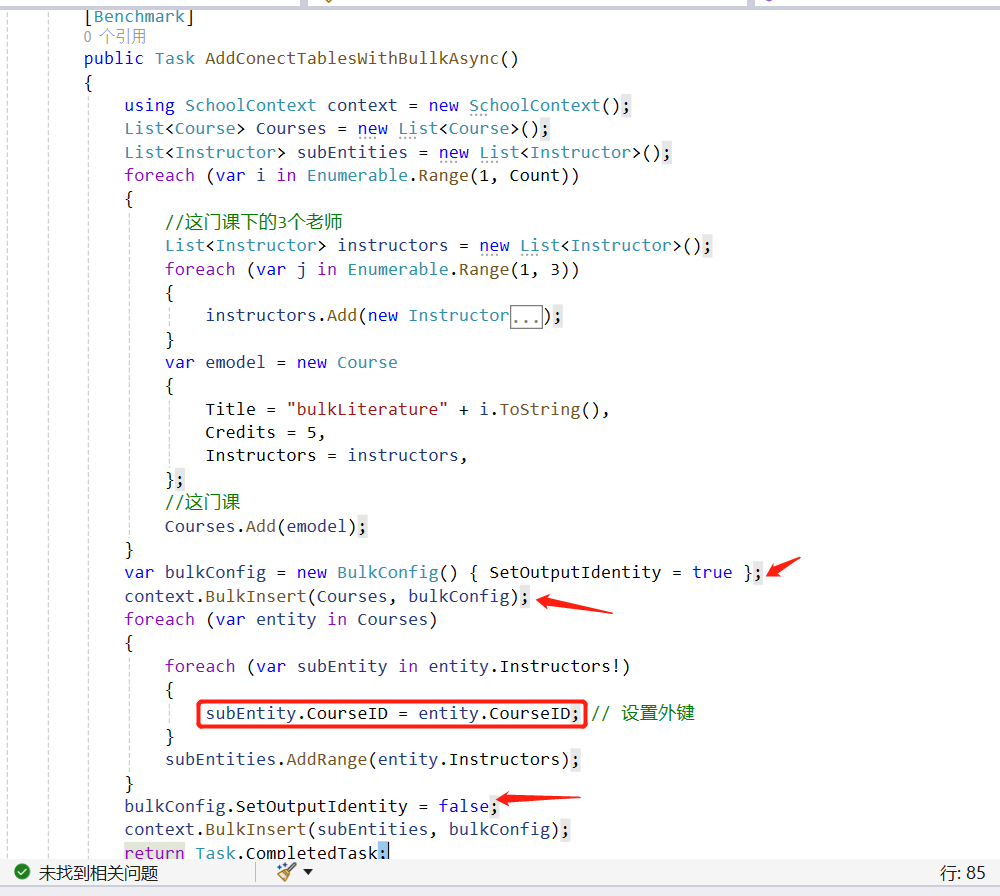 [Benchmark]
0 个引用
public Task AddConectTablesWithBullkAsync()
{
using SchoolContext context = new SchoolContext();
List<Course> Courses = new List<Course>();
List<Instructor> subEntities = new List<Instructor>();
foreach (var i in Enumerable.Range(1, Count))
{
//这门课下的3个老师
List<Instructor> instructors = new List<Instructor>();
foreach (var j in Enumerable.Range(1, 3))
{
instructors.Add(new Instructor...);
}
var emodel = new Course
{
Title = "bulkLiterature" + i.ToString(),
Credits = 5,
Instructors = instructors,
};
//这门课
Courses.Add(emodel);
}
var bulkConfig = new BulkConfig() { SetOutputIdentity = true };
context.BulkInsert(Courses, bulkConfig);
foreach (var entity in Courses)
{
foreach (var subEntity in entity.Instructors!)
{
subEntity.CourseID = entity.CourseID; // 设置外键
}
subEntities.AddRange(entity.Instructors);
}
bulkConfig.SetOutputIdentity = false;
context.BulkInsert(subEntities, bulkConfig);
return Task.CompletedTask;
未找到相关问题 行: 85